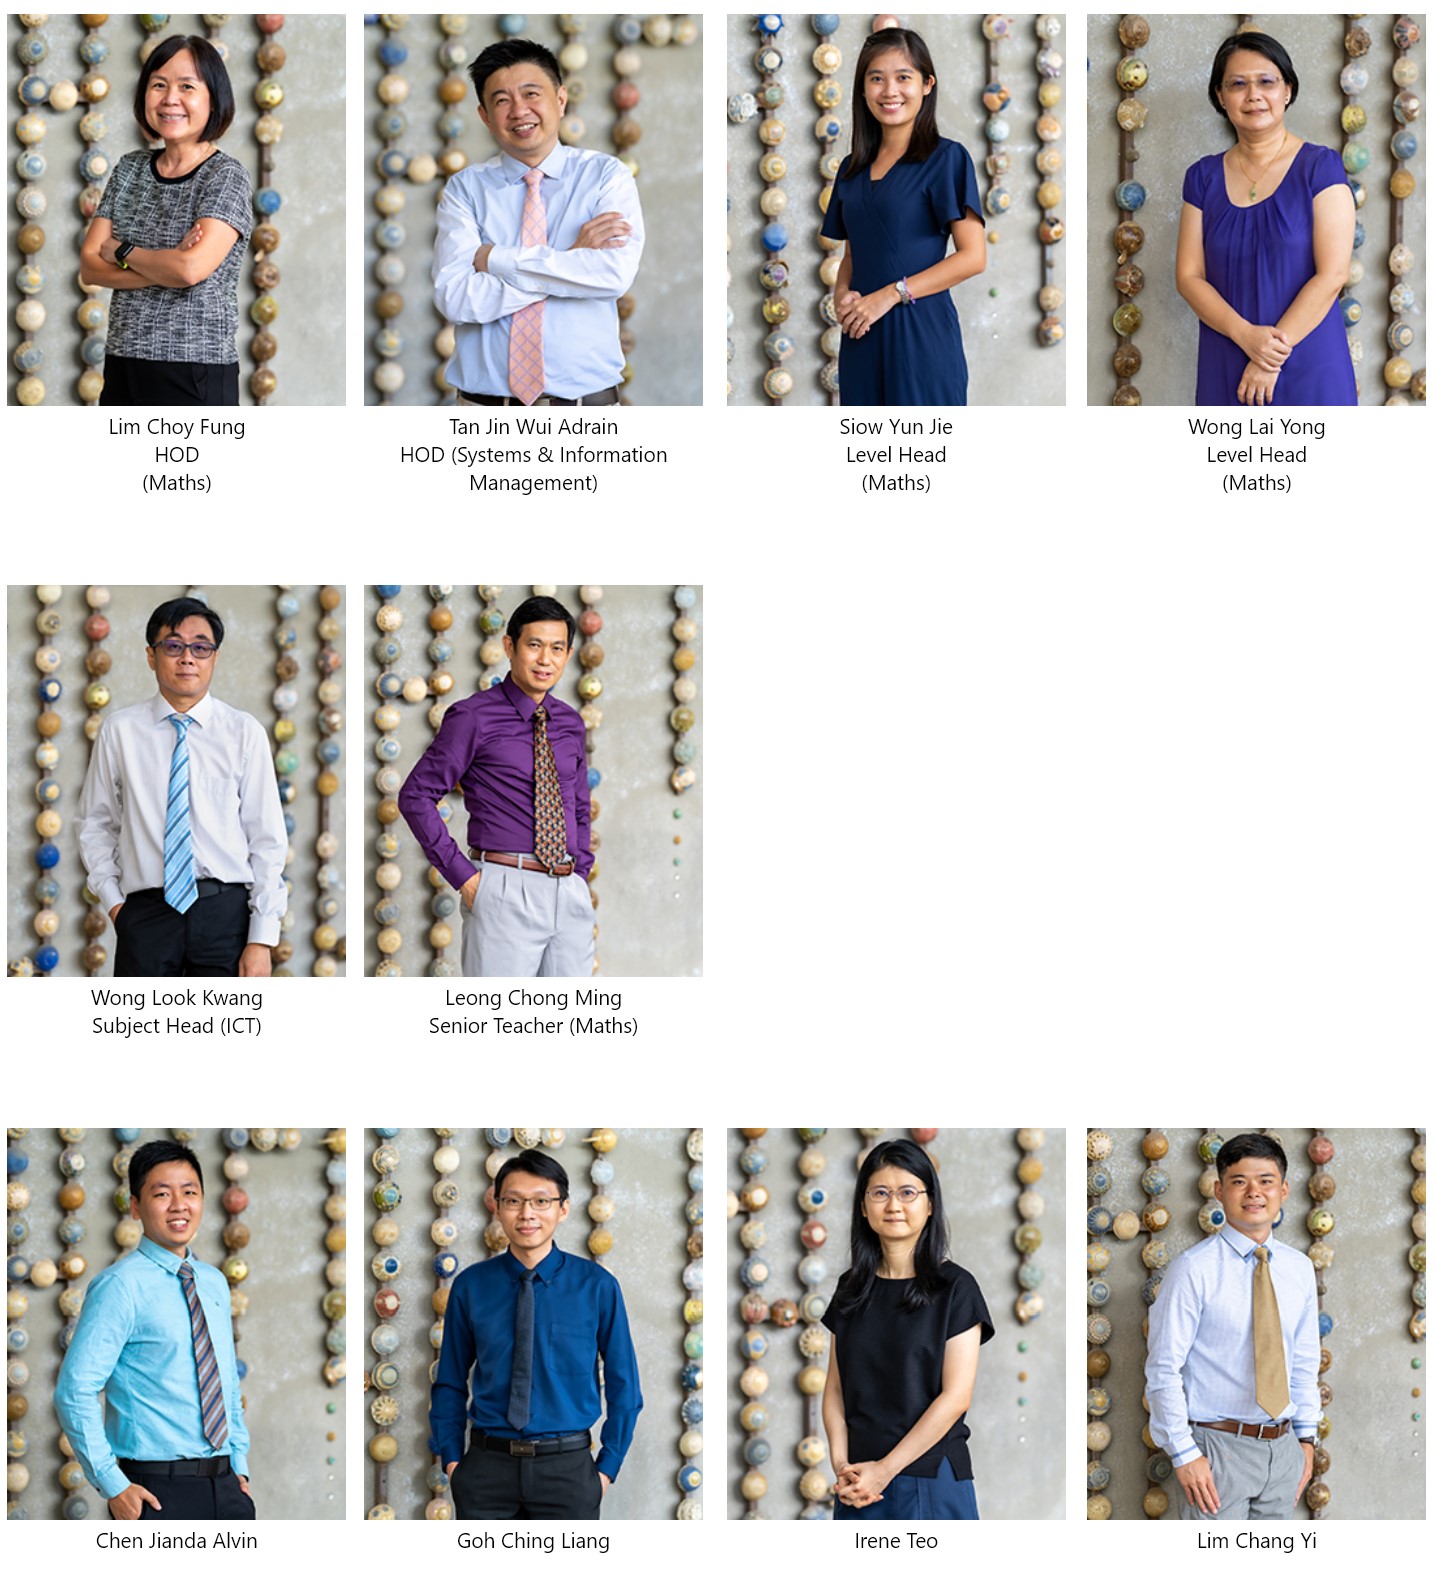 Lim Choy Fung
HOD
(Maths)
Tan Jin Wui Adrain
HOD (Systems & Information
Management)
Siow Yun Jie
Level Head
(Maths)
Wong Lai Yong
Level Head
(Maths)
Wong Look Kwang
Subject Head (ICT)
Leong Chong Ming
Senior Teacher (Maths)
Chen Jianda Alvin
Goh Ching Liang
Irene Teo
Lim Chang Yi